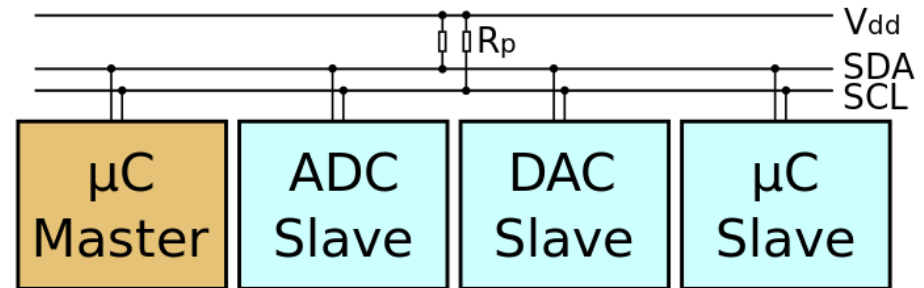 Vdd
Rp
SDA
SCL
µC
Master
ADC
Slave
DAC
Slave
µC
Slave